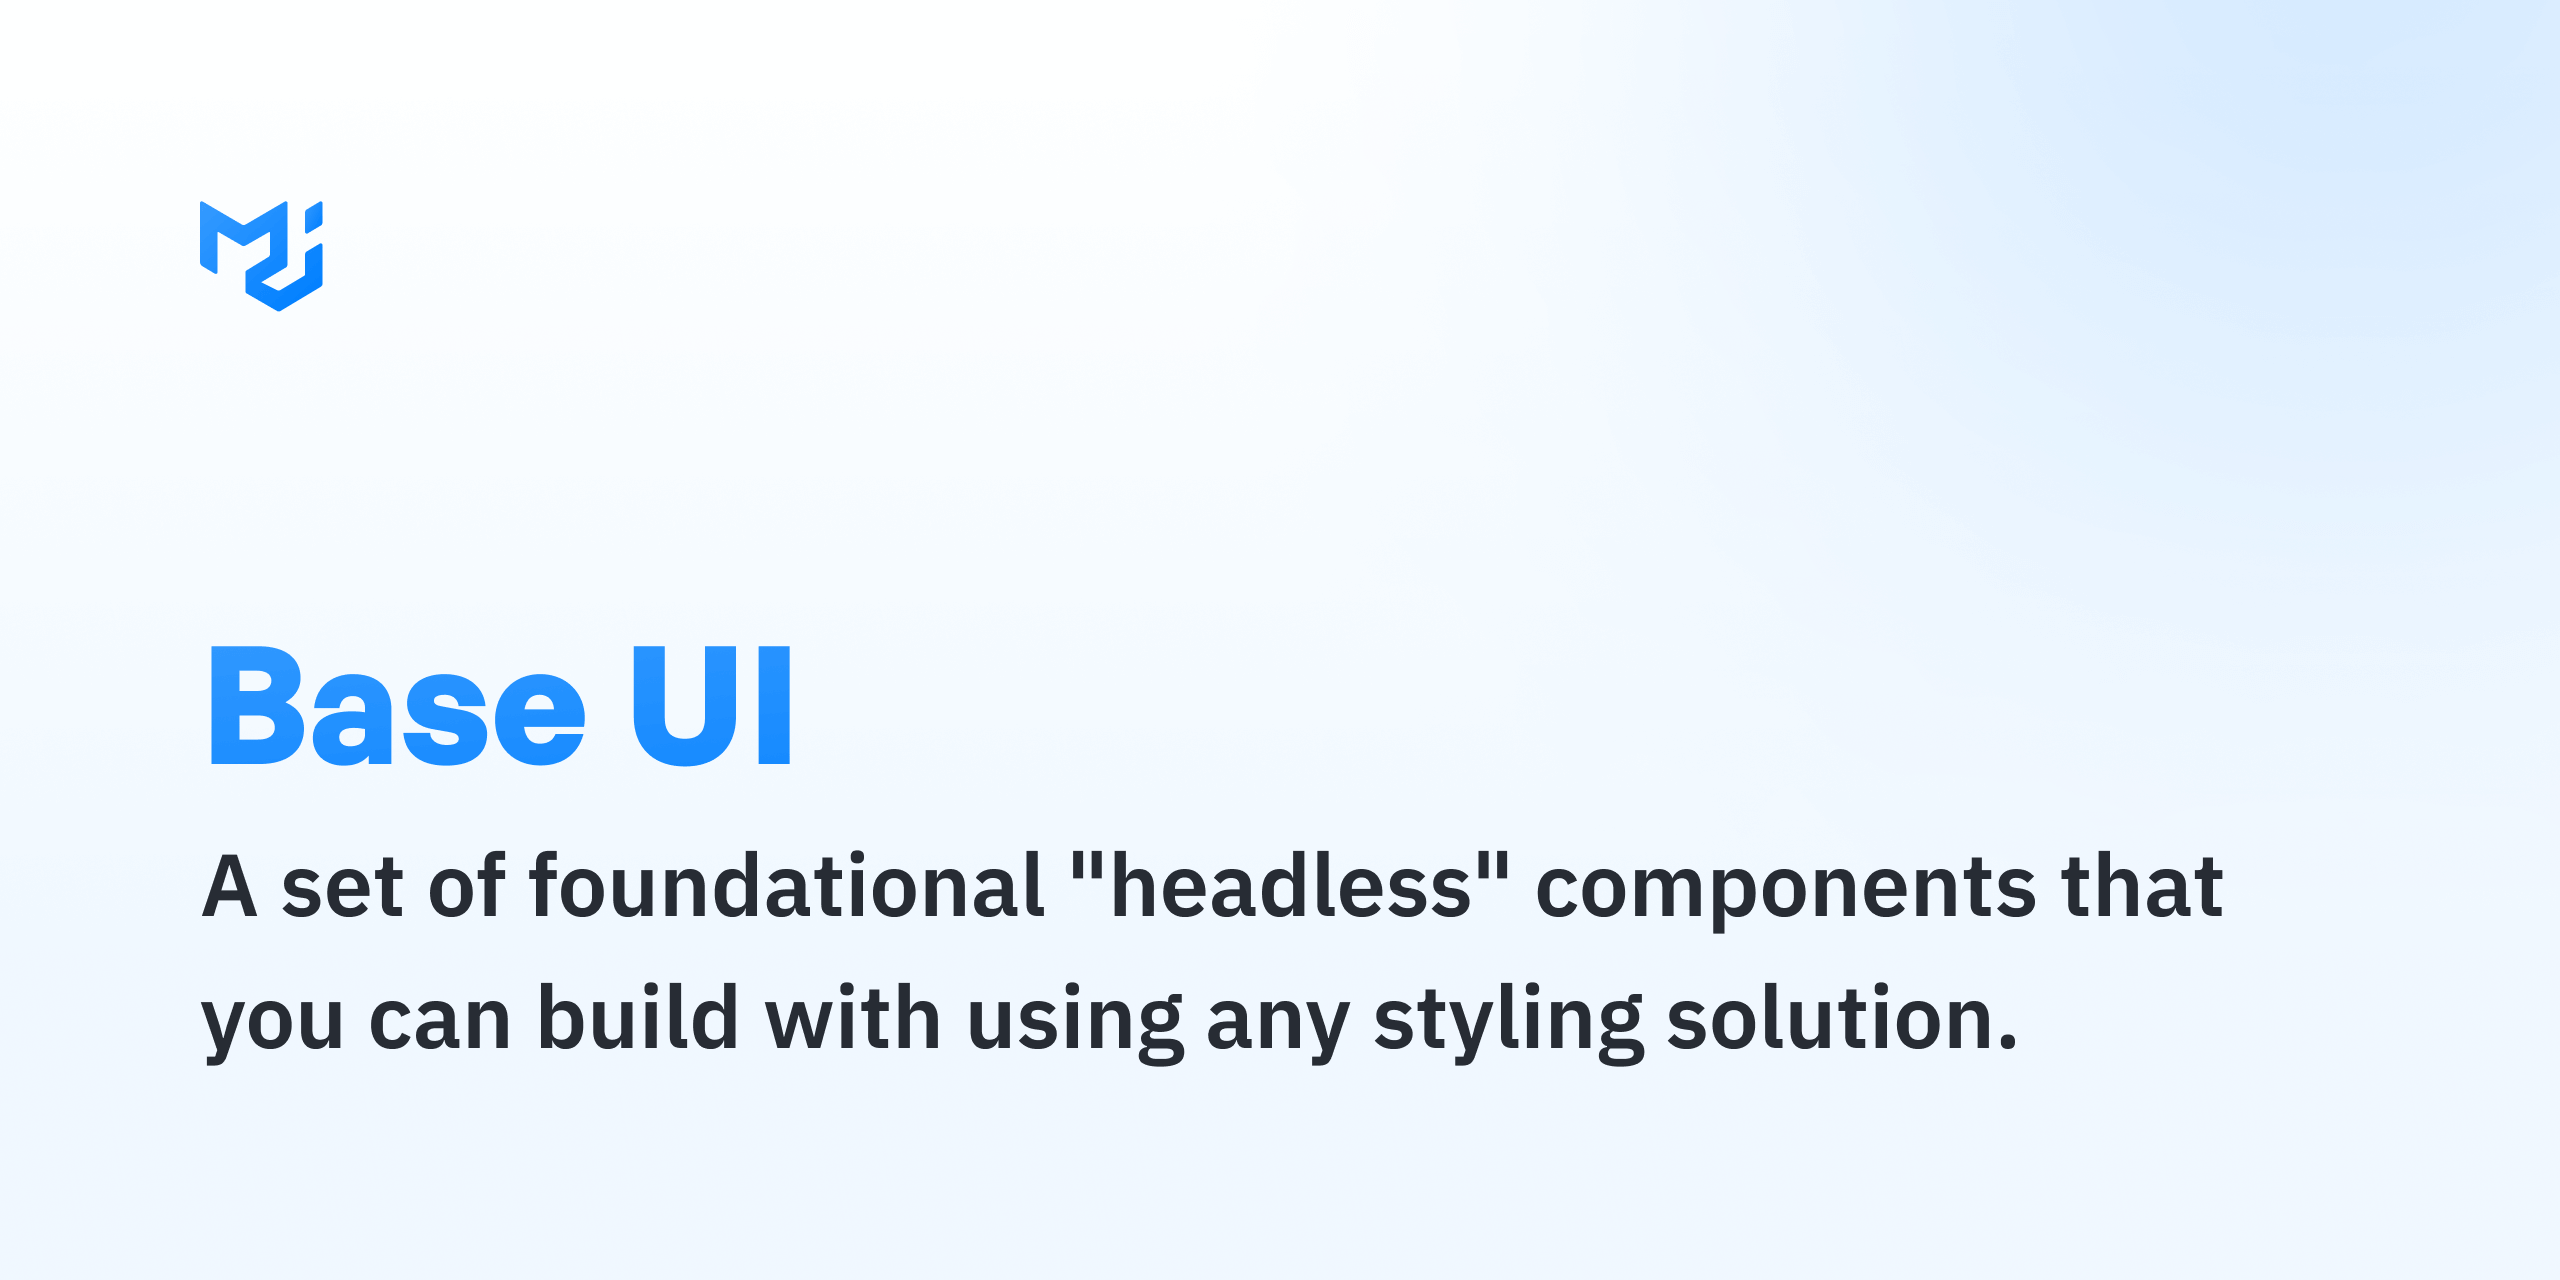 Base UI
A set of foundational "headless" components that
you can build with using any styling solution.